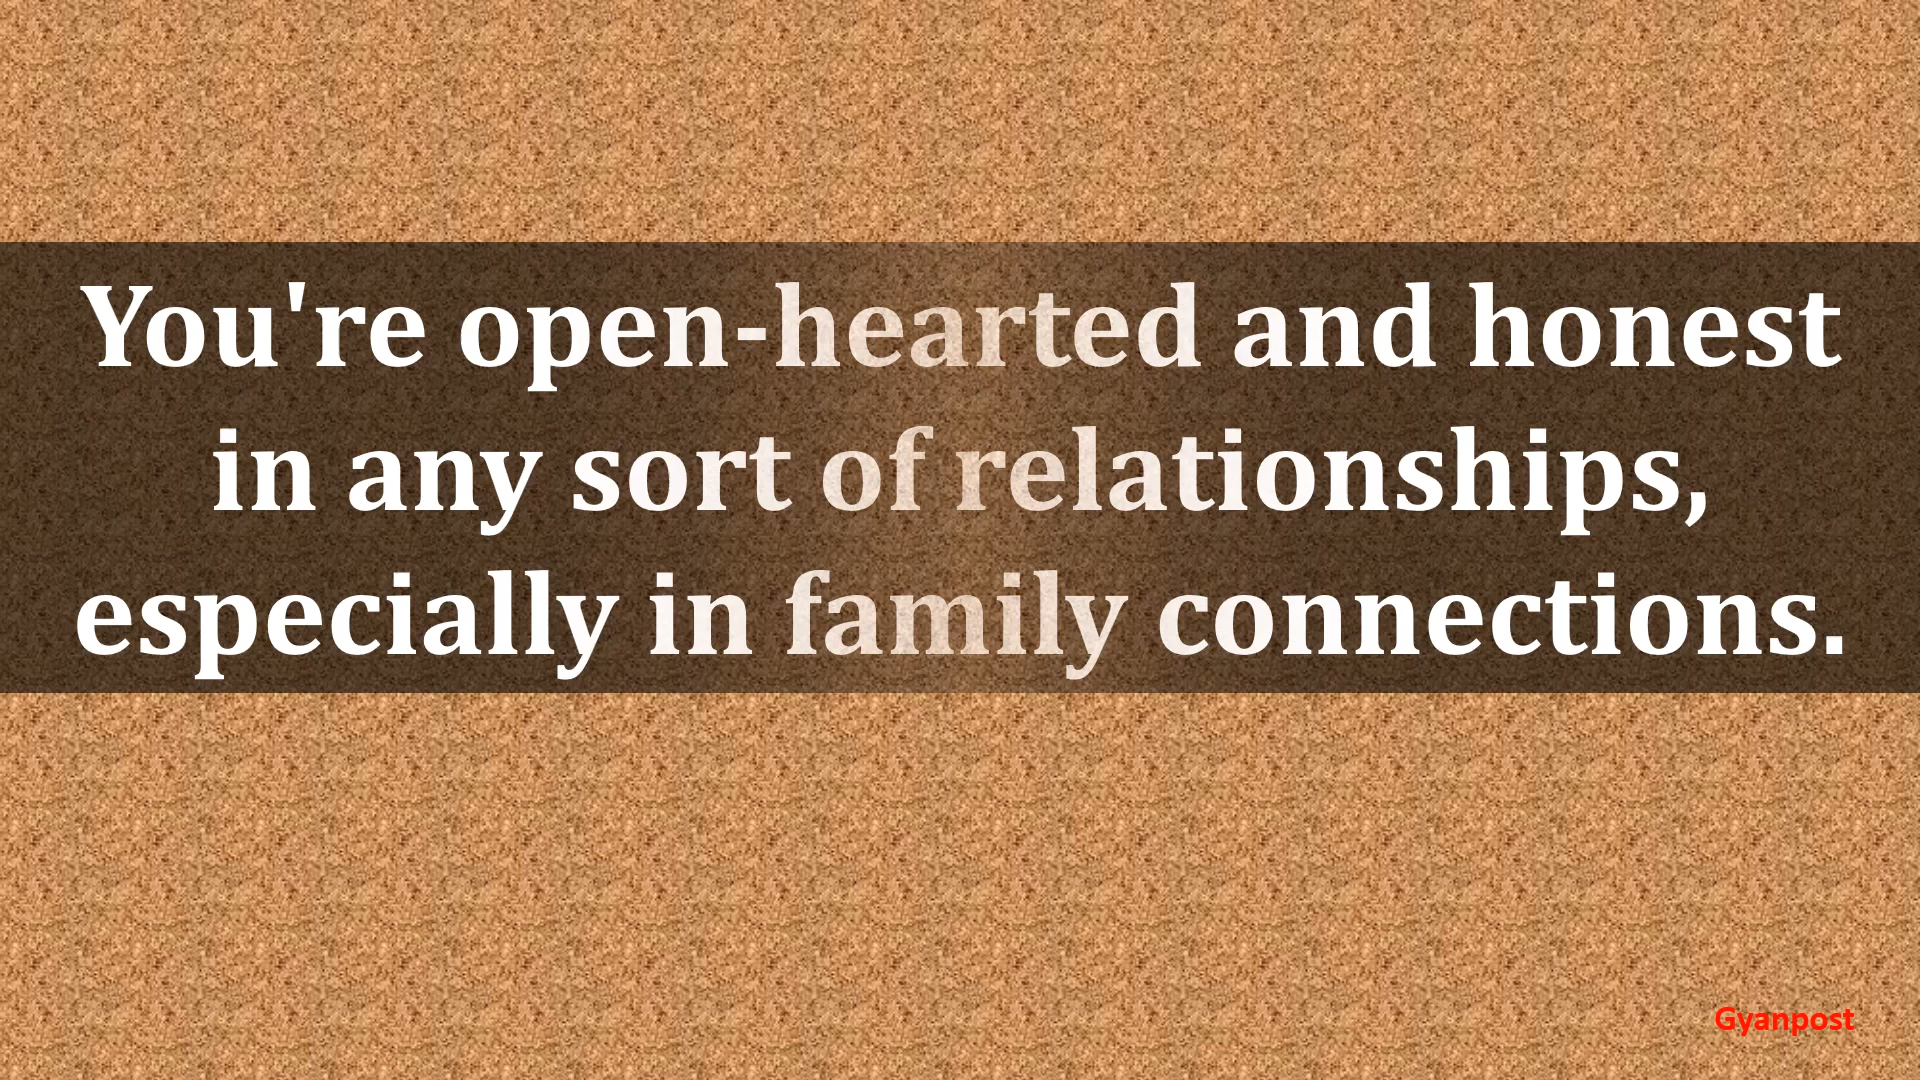 You're open-hearted and honest
in any sort of relationships,
especially in family connections.
Gyanpost